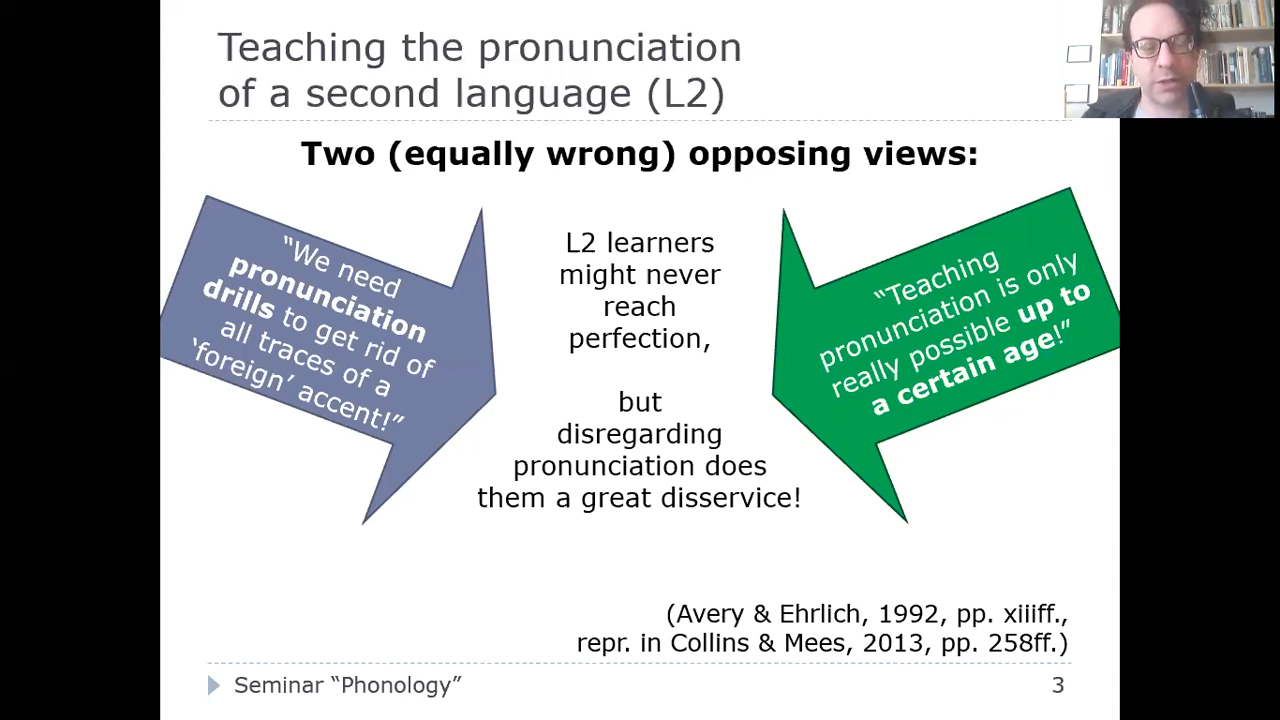 Teaching the pronunciation
of a second language (L2)
Two (equally wrong) opposing views:
“We need
pronunciation
drills to get rid of
all traces of a
‘foreign’ accent!”
L2 learners
might never
reach
perfection,
but
disregarding
pronunciation does
them a great disservice!
“Teaching
pronunciation is only
really possible up to
a certain age!”
(Avery & Ehrlich, 1992, pp. xiiiff.,
repr. in Collins & Mees, 2013, pp. 258ff.)
Seminar “Phonology”
3